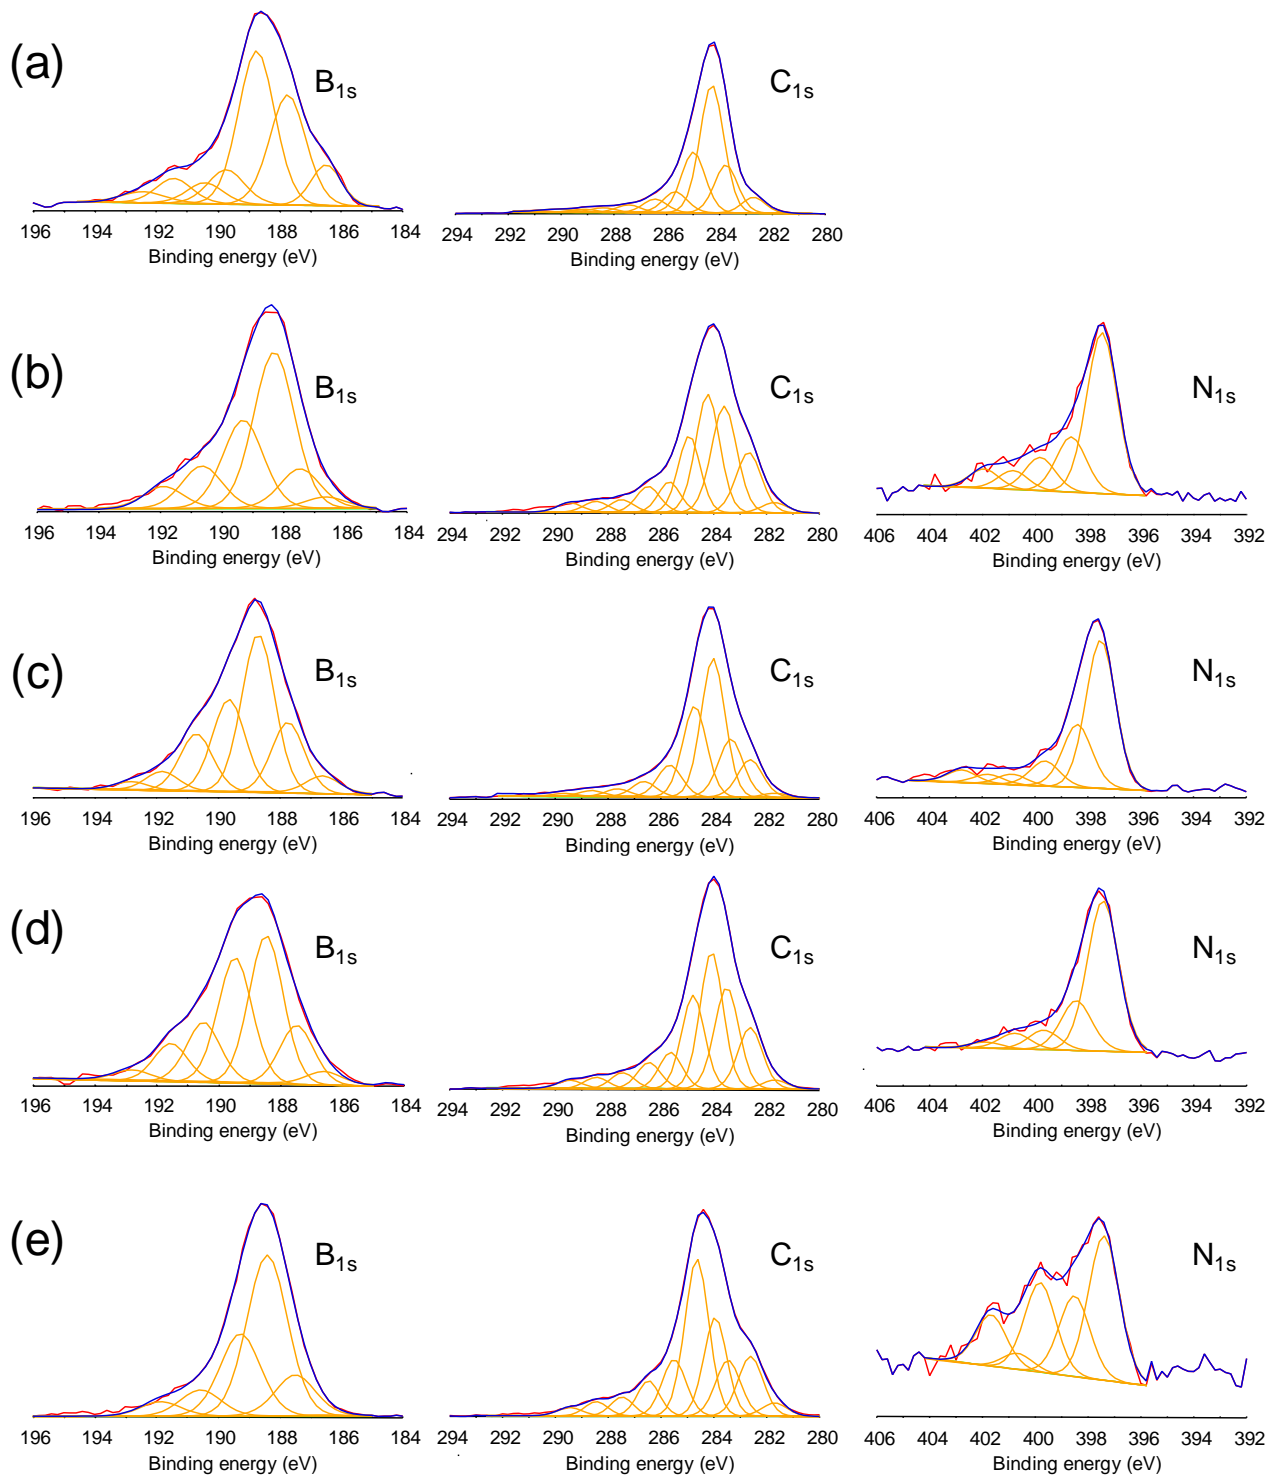 (a)
B1s
C1s
196 194 192 190 188 186 184
294 292 290 288 286 284 282 280
Binding energy (eV)
Binding energy (eV)
(b)
B1s
C1s
N1s
196 194 192 190 188 186 184
294 292 290 288 286 284 282 280
406 404 402 400 398 396 394 392
Binding energy (eV)
Binding energy (eV)
Binding energy (eV)
(c)
B1s
C1s
N1s
196 194 192 190 188 186 184
294 292 290 288 286 284 282 280
406 404 402 400 398 396 394 392
Binding energy (eV)
Binding energy (eV)
Binding energy (eV)
(d)
B1s
C1s
N1s
196 194 192 190 188 186 184
294 292 290 288 286 284 282 280
406 404 402 400 398 396 394 392
Binding energy (eV)
Binding energy (eV)
Binding energy (eV)
(e)
B1s
C1s
N1s
196 194 192 190 188 186 184
294 292 290 288 286 284 282 280
406 404 402 400 398 396 394 392
Binding energy (eV)
Binding energy (eV)
Binding energy (eV)